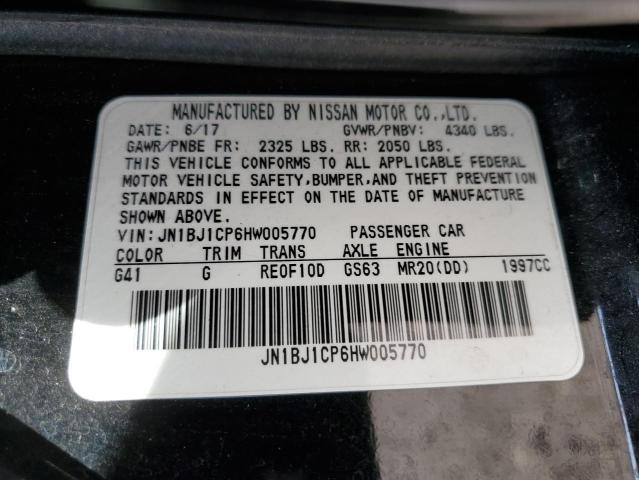 MANUFACTURED BY NISSAN MOTOR CO.,LTD.
DATE: 6/17 GVWR/PNBV: 4340 LBS.
GAWR/PNBE FR: 2325 LBS. RR: 2050 LBS.
THIS VEHICLE CONFORMS TO ALL APPLICABLE FEDERAL
MOTOR VEHICLE SAFETY,BUMPER,AND THEFT PREVENTION
STANDARDS IN EFFECT ON THE DATE OF MANUFACTURE
SHOWN ABOVE.
VIN:JN1BJ1CP6HW005770 PASSENGER CAR
COLOR TRIM TRANS AXLE ENGINE
G41 G RE0F10D GS63 MR20(DD) 1997CC
JN1BJ1CP6HW005770